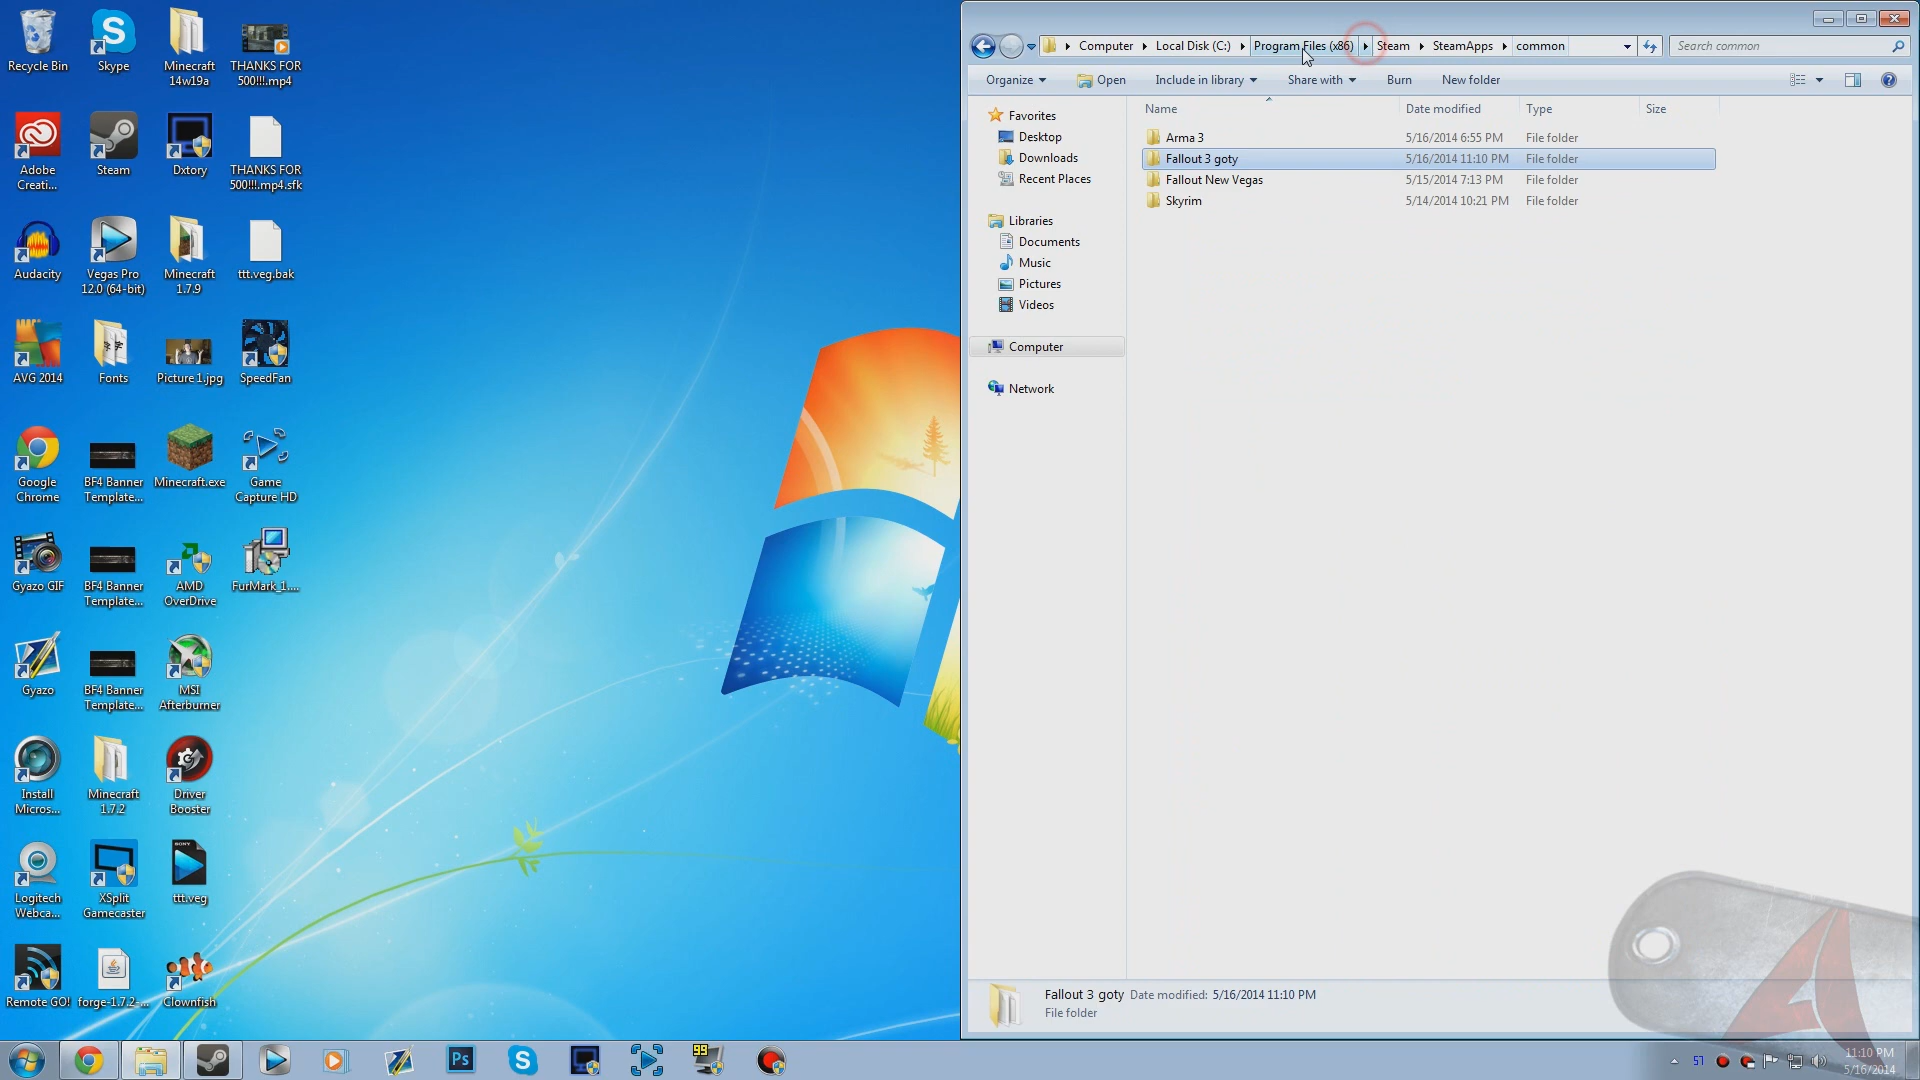 Recycle Bin
Skype
Minecraft
14w19a
THANKS FOR
500!!!.mp4
Adobe
Creati...
Steam
Dxtory
THANKS FOR
500!!!.mp4.sfk
Audacity
Vegas Pro
12.0 (64-bit)
Minecraft
1.7.9
ttt.veg.bak
AVG 2014
Fonts
Picture 1.jpg
SpeedFan
Google
Chrome
BF4 Banner
Template...
Minecraft.exe
Game
Capture HD
Gyazo GIF
BF4 Banner
Template...
AMD
OverDrive
FurMark_1....
Gyazo
BF4 Banner
Template...
MSI
Afterburner
Install
Micros...
Minecraft
1.7.2
Driver
Booster
Logitech
Webca...
XSplit
Gamecaster
SONY
ttt.veg
Remote GO!
forge-1.7.2-...
Clownfish
Computer
Local Disk (C:)
Program Files (x86)
Steam
SteamApps
common
Search common
Organize
Open
Include in library
Share with
Burn
New folder
Favorites
Desktop
Downloads
Recent Places
Libraries
Documents
Music
Pictures
Videos
Computer
Network
Name Date modified Type Size
Arma 3 5/16/2014 6:55 PM File folder
Fallout 3 goty 5/16/2014 11:10 PM File folder
Fallout New Vegas 5/15/2014 7:13 PM File folder
Skyrim 5/14/2014 10:21 PM File folder
Fallout 3 goty Date modified: 5/16/2014 11:10 PM
File folder
Ps
99
57
11:10 PM
5/16/2014